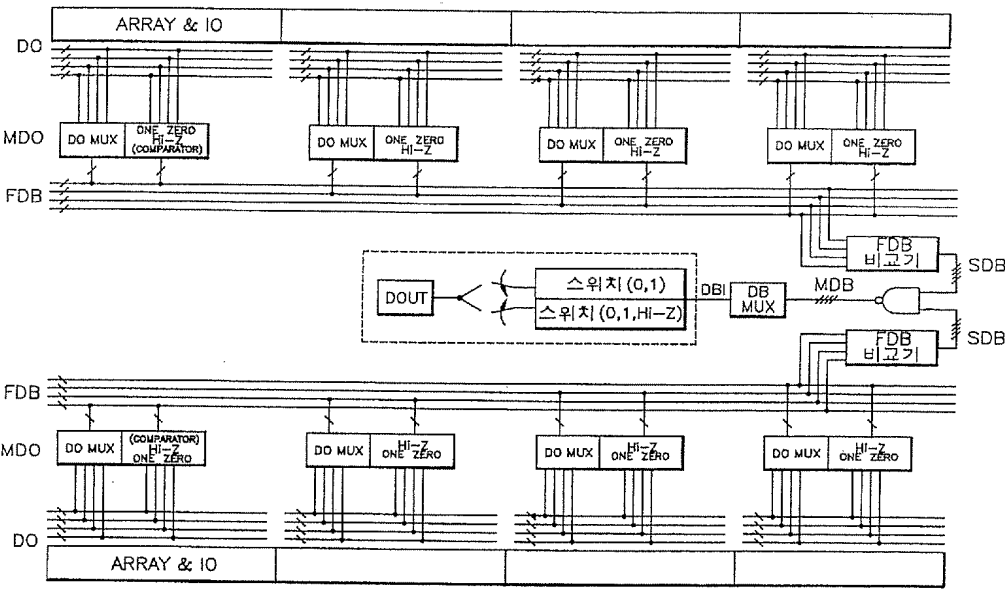 ARRAY & IO
DO
MDO
DO MUX
ONE ZERO
Hi-Z
(COMPARATOR)
DO MUX
ONE ZERO
Hi-Z
DO MUX
ONE ZERO
Hi-Z
DO MUX
ONE ZERO
Hi-Z
FDB
FDB
비교기
SDB
DOUT
스위치(0,1)
스위치(0,1,Hi-Z)
DBI
DB
MUX
MDB
FDB
비교기
SDB
FDB
MDO
DO MUX
(COMPARATOR)
Hi-Z
ONE ZERO
DO MUX
Hi-Z
ONE ZERO
DO MUX
Hi-Z
ONE ZERO
DO MUX
Hi-Z
ONE ZERO
DO
ARRAY & IO